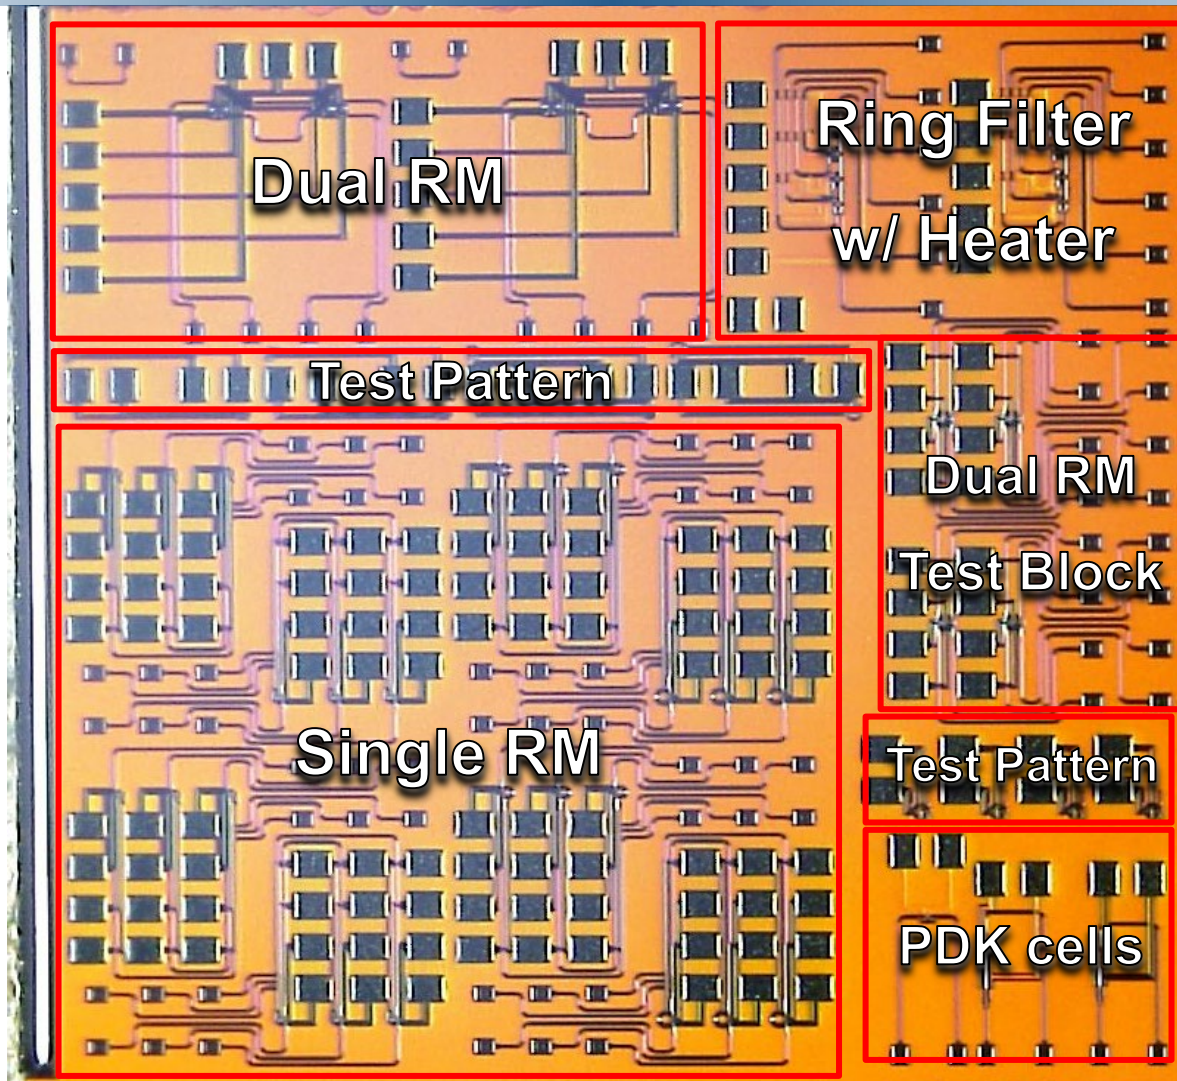 Dual RM
Ring Filter
w/ Heater
Test Pattern
Dual RM
Test Block
Single RM
Test Pattern
PDK cells